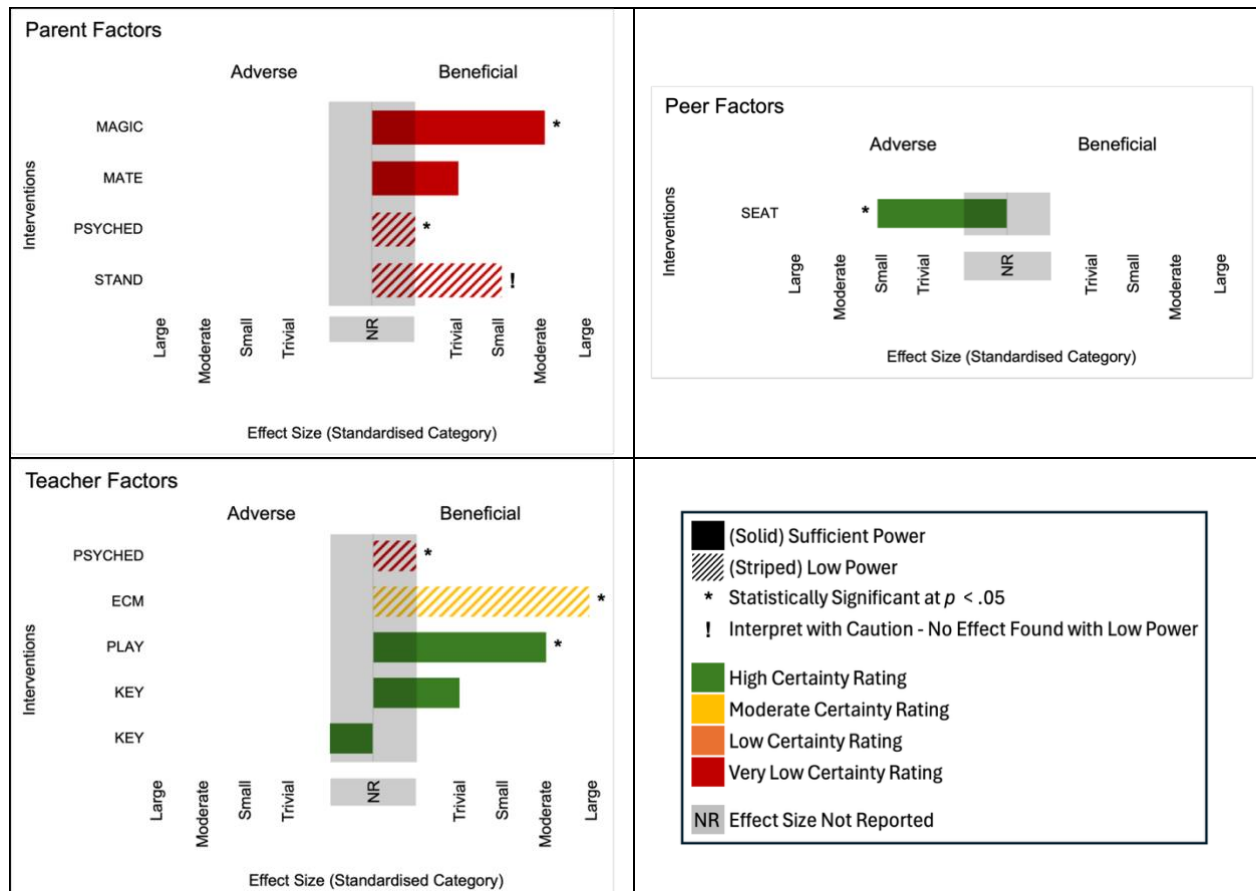 Parent Factors
Adverse
Beneficial
Interventions
MAGIC
*
MATE
PSYCHED
*
STAND
!
Large
Moderate
Small
Trivial
NR
Trivial
Small
Moderate
Large
Effect Size (Standardised Category)
Peer Factors
Adverse
Beneficial
Interventions
SEAT
*
Large
Moderate
Small
Trivial
NR
Trivial
Small
Moderate
Large
Effect Size (Standardised Category)
Teacher Factors
Adverse
Beneficial
Interventions
PSYCHED
*
ECM
*
PLAY
*
KEY
KEY
Large
Moderate
Small
Trivial
NR
Trivial
Small
Moderate
Large
Effect Size (Standardised Category)
(Solid) Sufficient Power
(Striped) Low Power
* Statistically Significant at p < .05
! Interpret with Caution - No Effect Found with Low Power
High Certainty Rating
Moderate Certainty Rating
Low Certainty Rating
Very Low Certainty Rating
NR Effect Size Not Reported